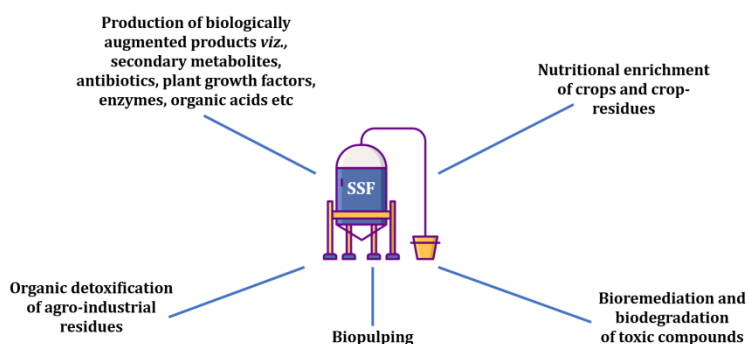 Production of biologically
augmented products viz.,
secondary metabolites,
antibiotics, plant growth factors,
enzymes, organic acids etc
Nutritional enrichment
of crops and crop-
residues
SSF
Organic detoxification
of agro-industrial
residues
Biopulping
Bioremediation and
biodegradation
of toxic compounds